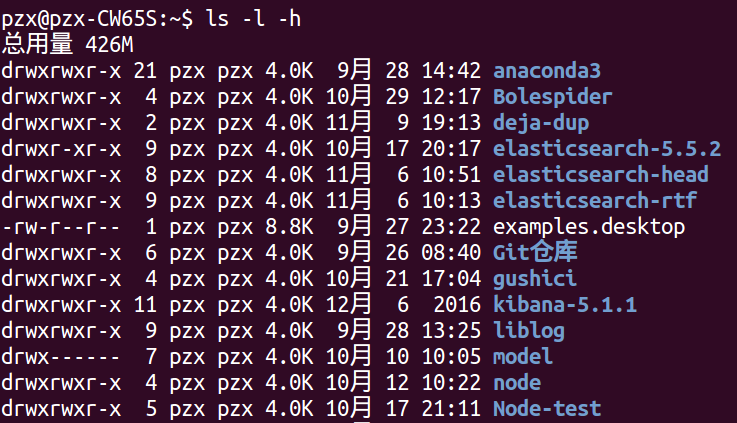 pzx@pzx-CW65S:~$ ls -l -h
总用量 426M
drwxrwxr-x 21 pzx pzx 4.0K  9月 28 14:42 anaconda3
drwxrwxr-x  4 pzx pzx 4.0K 10月 29 12:17 Bolespider
drwxrwxr-x  2 pzx pzx 4.0K 11月  9 19:13 deja-dup
drwxr-xr-x  9 pzx pzx 4.0K 10月 17 20:17 elasticsearch-5.5.2
drwxrwxr-x  8 pzx pzx 4.0K 11月  6 10:51 elasticsearch-head
drwxrwxr-x  9 pzx pzx 4.0K 11月  6 10:13 elasticsearch-rtf
-rw-r--r--  1 pzx pzx 8.8K  9月 27 23:22 examples.desktop
drwxrwxr-x  6 pzx pzx 4.0K  9月 26 08:40 Git仓库
drwxrwxr-x  4 pzx pzx 4.0K 10月 21 17:04 gushici
drwxrwxr-x 11 pzx pzx 4.0K 12月  6  2016 kibana-5.1.1
drwxrwxr-x  9 pzx pzx 4.0K  9月 28 13:25 liblog
drwx------  7 pzx pzx 4.0K 10月 10 10:05 model
drwxrwxr-x  4 pzx pzx 4.0K 10月 12 10:22 node
drwxrwxr-x  5 pzx pzx 4.0K 10月 17 21:11 Node-test